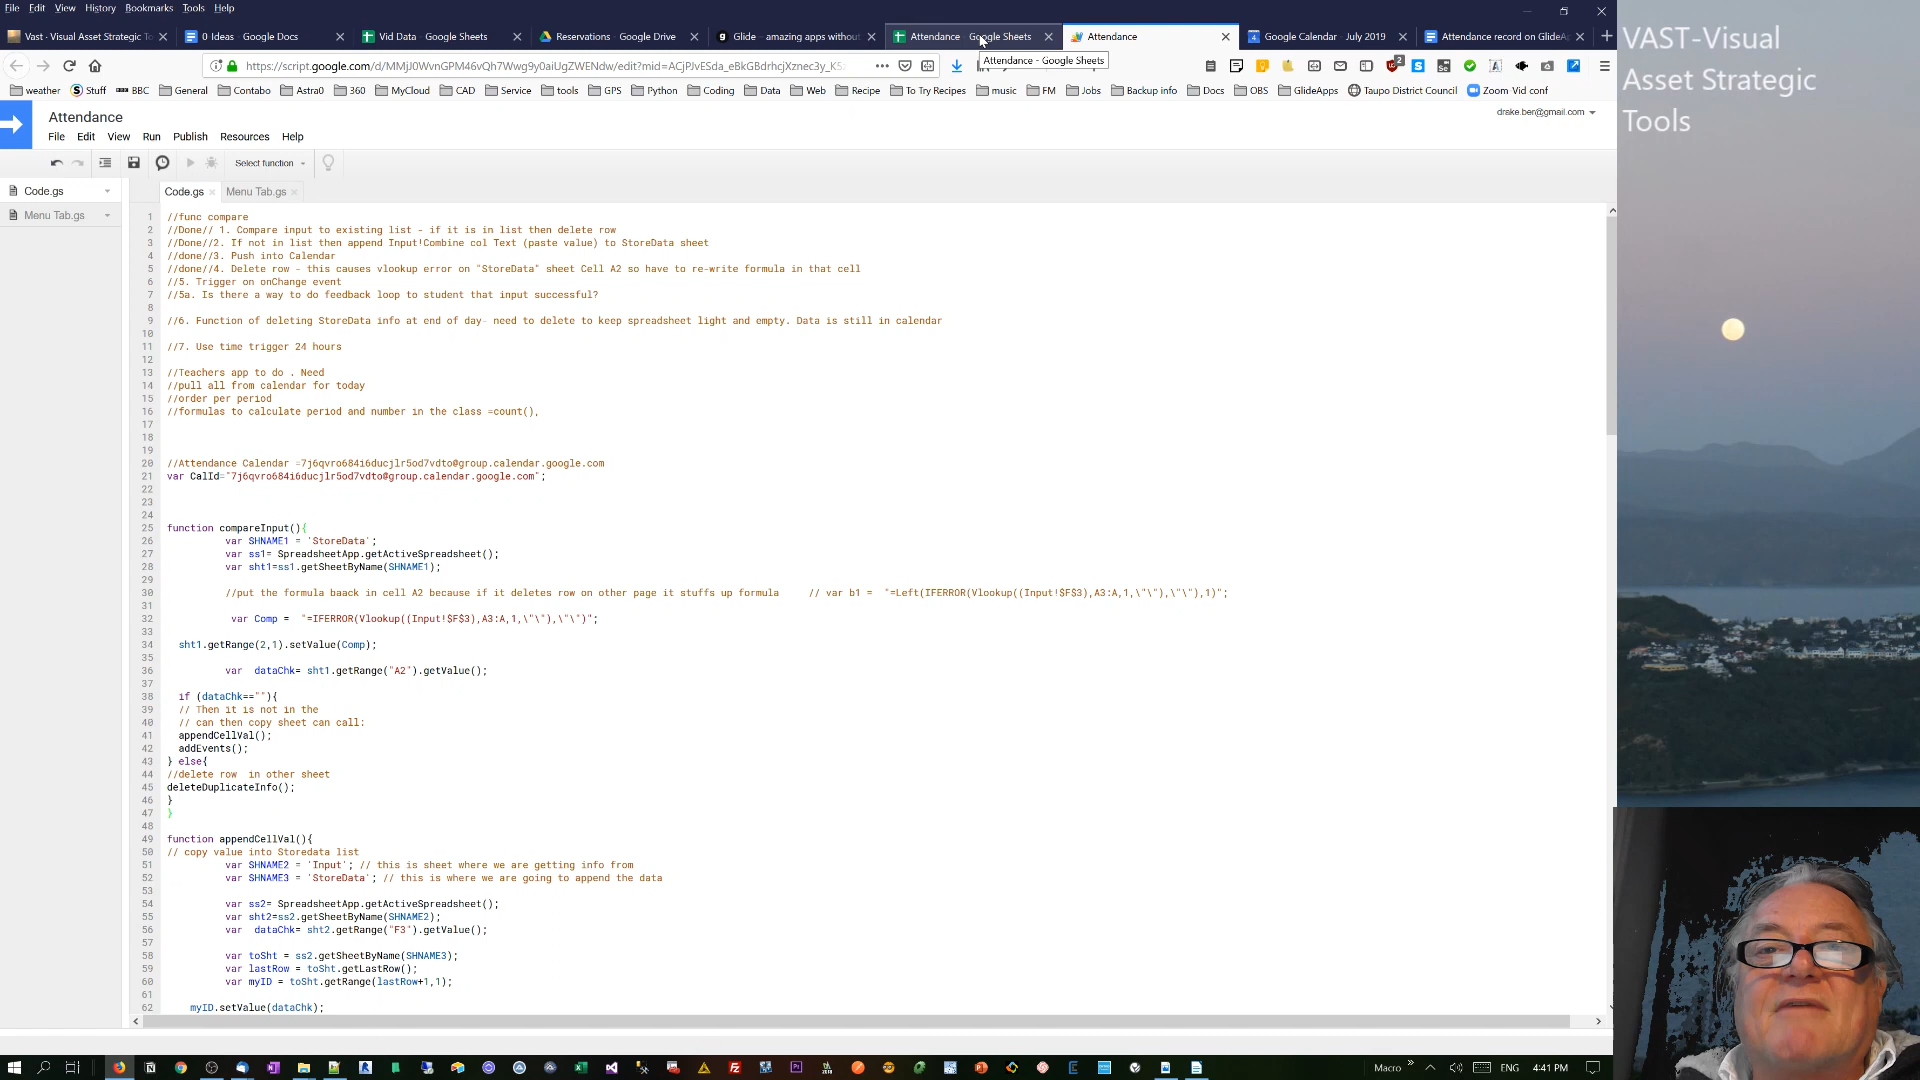 File Edit View History Bookmarks Tools Help
Vast - Visual Asset Strategic To
0 Ideas - Google Docs
Vid Data - Google Sheets
Reservations - Google Drive
Glide – amazing apps without
Attendance - Google Sheets
Attendance
Google Calendar - July 2019
Attendance record on GlideA
Attendance - Google Sheets
weather Stuff BBC General Contabo Astra0 360 MyCloud CAD Service tools GPS Python Coding Data Web Recipe To Try Recipes music FM Jobs Backup info Docs OBS GlideApps Taupo District Council Zoom Vid conf
VAST-Visual
Asset Strategic
Tools
Attendance
drake.ber@gmail.com
File Edit View Run Publish Resources Help
Select function
Code.gs
Menu Tab.gs
Code.gs Menu Tab.gs
1 //func compare
2 //Done// 1. Compare input to existing list - if it is in list then delete row
3 //Done//2. If not in list then append Input!Combine col Text (paste value) to StoreData sheet
4 //done//3. Push into Calendar
5 //done//4. Delete row - this causes vlookup error on "StoreData" sheet Cell A2 so have to re-write formula in that cell
6 //5. Trigger on onChange event
7 //5a. Is there a way to do feedback loop to student that input successful?
8
9 //6. Function of deleting StoreData info at end of day- need to delete to keep spreadsheet light and empty. Data is still in calendar
10
11 //7. Use time trigger 24 hours
12
13 //Teachers app to do . Need
14 //pull all from calendar for today
15 //order per period
16 //formulas to calculate period and number in the class =count(),
17
18
19
20 //Attendance Calendar =7j6qvro684i6ducjlr5od7vdto@group.calendar.google.com
21 var CalId="7j6qvro684i6ducjlr5od7vdto@group.calendar.google.com";
22
23
24
25 function compareInput(){
26 var SHNAME1 = 'StoreData';
27 var ss1= SpreadsheetApp.getActiveSpreadsheet();
28 var sht1=ss1.getSheetByName(SHNAME1);
29
30 //put the formula baack in cell A2 because if it deletes row on other page it stuffs up formula // var b1 = "=Left(IFERROR(Vlookup((Input!$F$3),A3:A,1,\"\"),\"\"),1)";
31
32 var Comp = "=IFERROR(Vlookup((Input!$F$3),A3:A,1,\"\"),\"\")";
33
34 sht1.getRange(2,1).setValue(Comp);
35
36 var dataChk= sht1.getRange("A2").getValue();
37
38 if (dataChk==""){
39 // Then it is not in the
40 // can then copy sheet can call:
41 appendCellVal();
42 addEvents();
43 } else{
44 //delete row in other sheet
45 deleteDuplicateInfo();
46 }
47 }
48
49 function appendCellVal(){
50 // copy value into Storedata list
51 var SHNAME2 = 'Input'; // this is sheet where we are getting info from
52 var SHNAME3 = 'StoreData'; // this is where we are going to append the data
53
54 var ss2= SpreadsheetApp.getActiveSpreadsheet();
55 var sht2=ss2.getSheetByName(SHNAME2);
56 var dataChk= sht2.getRange("F3").getValue();
57
58 var toSht = ss2.getSheetByName(SHNAME3);
59 var lastRow = toSht.getLastRow();
60 var myID = toSht.getRange(lastRow+1,1);
61
62 myID.setValue(dataChk);
Macro ENG 4:41 PM